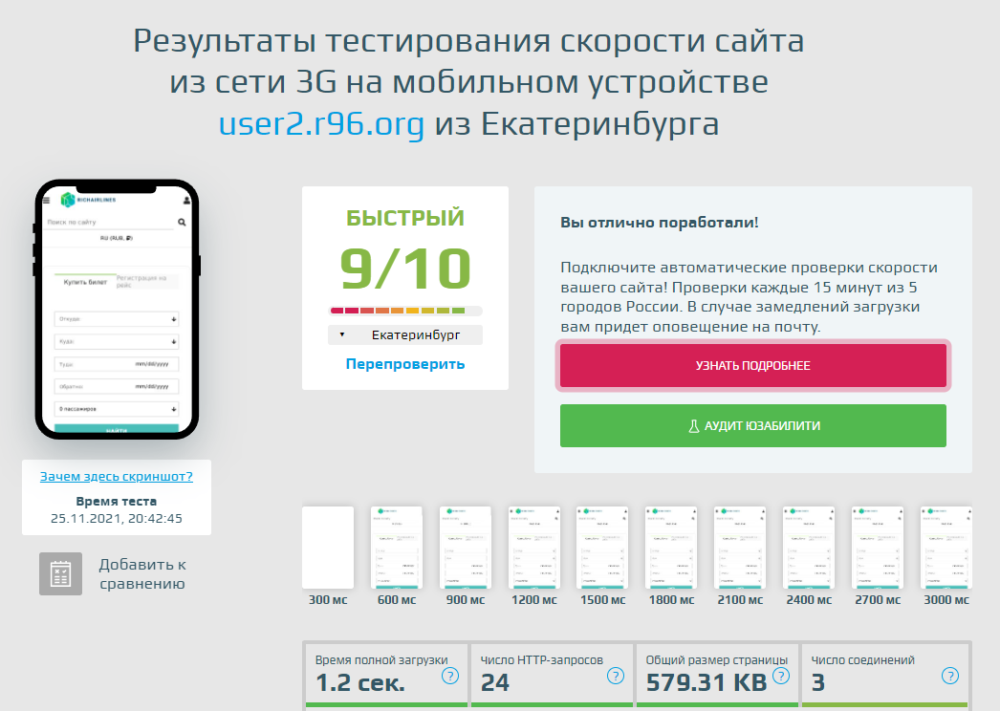 Результаты тестирования скорости сайта
из сети 3G на мобильном устройстве
user2.r96.org из Екатеринбурга
RICHAIRLINES
Поиск по сайту
RU (RUB, ₽)
Купить билет
Регистрация на рейс
Откуда:
Куда:
Туда: mm/dd/yyyy
Обратно: mm/dd/yyyy
0 пассажиров
НАЙТИ
Зачем здесь скриншот?
Время теста
25.11.2021, 20:42:45
Добавить к
сравнению
БЫСТРЫЙ
9/10
Екатеринбург
Перепроверить
Вы отлично поработали!
Подключите автоматические проверки скорости
вашего сайта! Проверки каждые 15 минут из 5
городов России. В случае замедлений загрузки
вам придет оповещение на почту.
УЗНАТЬ ПОДРОБНЕЕ
АУДИТ ЮЗАБИЛИТИ
300 мс 600 мс 900 мс 1200 мс 1500 мс 1800 мс 2100 мс 2400 мс 2700 мс 3000 мс
Время полной загрузки
1.2 сек. ?
Число HTTP-запросов
24 ?
Общий размер страницы
579.31 KB ?
Число соединений
3 ?